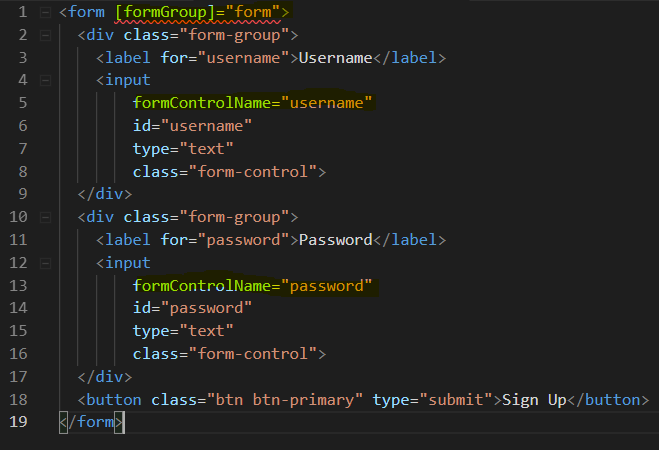 1 <form [formGroup]="form">
2 <div class="form-group">
3 <label for="username">Username</label>
4 <input
5 formControlName="username"
6 id="username"
7 type="text"
8 class="form-control">
9 </div>
10 <div class="form-group">
11 <label for="password">Password</label>
12 <input
13 formControlName="password"
14 id="password"
15 type="text"
16 class="form-control">
17 </div>
18 <button class="btn btn-primary" type="submit">Sign Up</button>
19 </form>